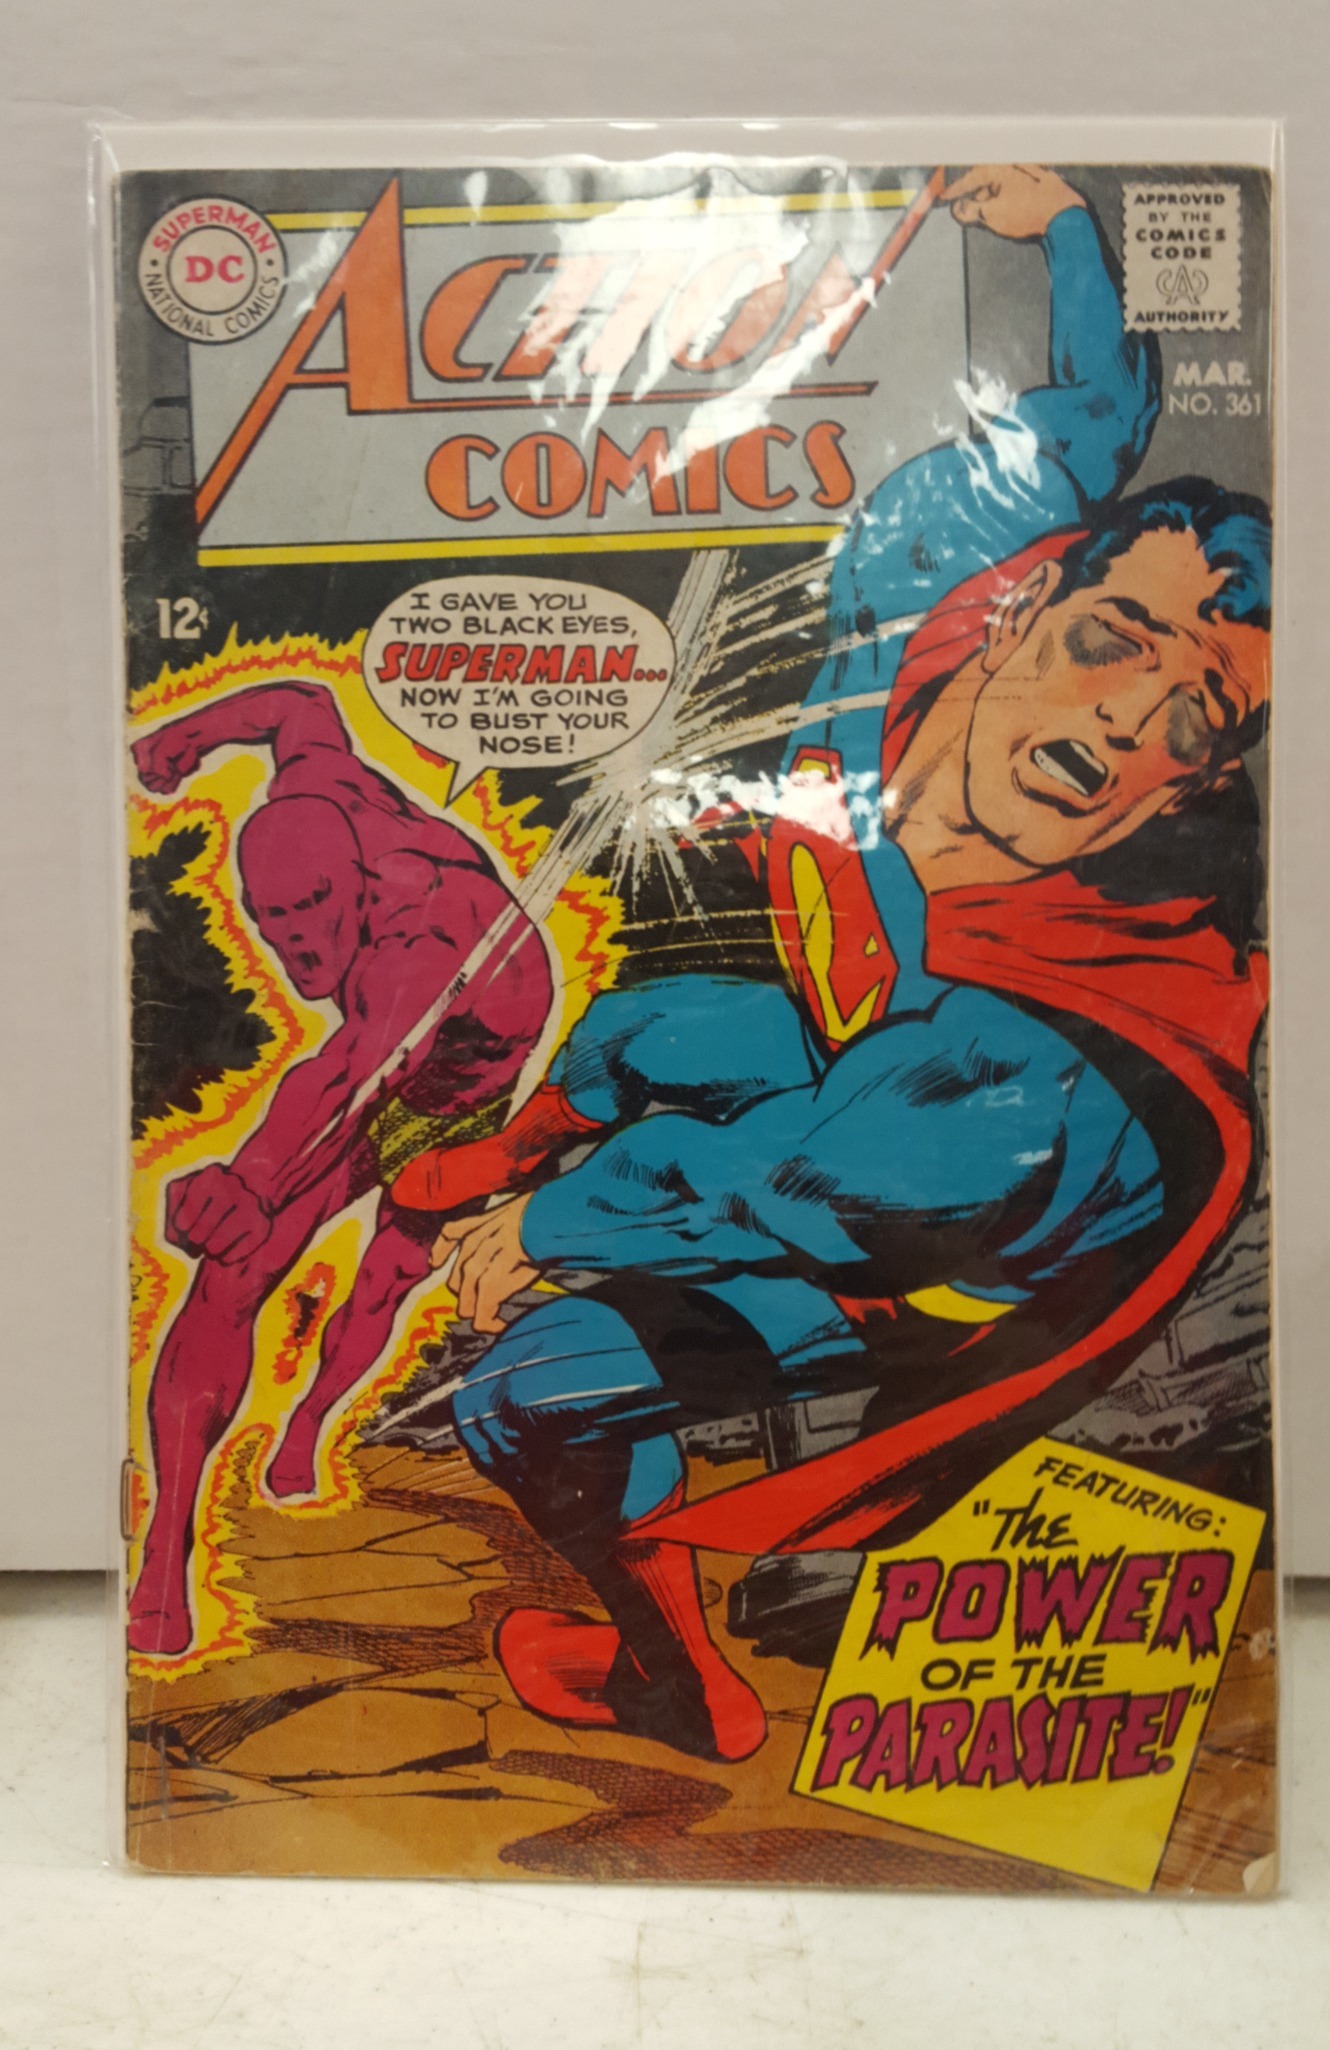 SUPERMAN
DC
NATIONAL COMICS
ACTION
COMICS
APPROVED
BY THE
COMICS
CODE
CA
AUTHORITY
MAR.
NO. 361
12¢
I GAVE YOU
TWO BLACK EYES,
SUPERMAN...
NOW I'M GOING
TO BUST YOUR
NOSE!
FEATURING:
"The
POWER
OF THE
PARASITE!"